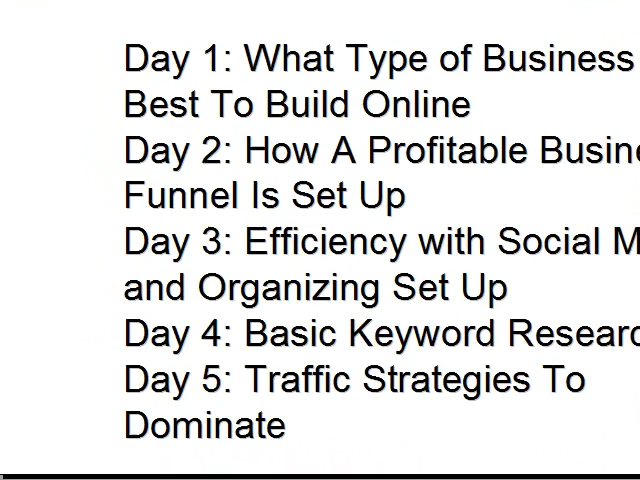 Day 1: What Type of Business
Best To Build Online
Day 2: How A Profitable
Funnel Is Set Up
Day 3: Efficiency with Social
and Organizing Set Up
Day 4: Basic Keyword
Day 5: Traffic Strategies To
Dominate